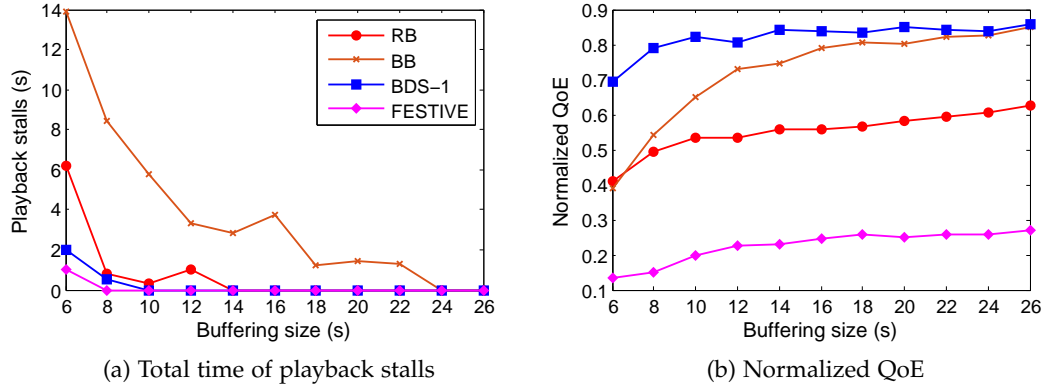 14
12
10
8
6
4
2
0
Playback stalls (s)
RB
BB
BDS−1
FESTIVE
6 8 10 12 14 16 18 20 22 24 26
Buffering size (s)
(a) Total time of playback stalls
0.9
0.8
0.7
0.6
0.5
0.4
0.3
0.2
0.1
Normalized QoE
6 8 10 12 14 16 18 20 22 24 26
Buffering size (s)
(b) Normalized QoE